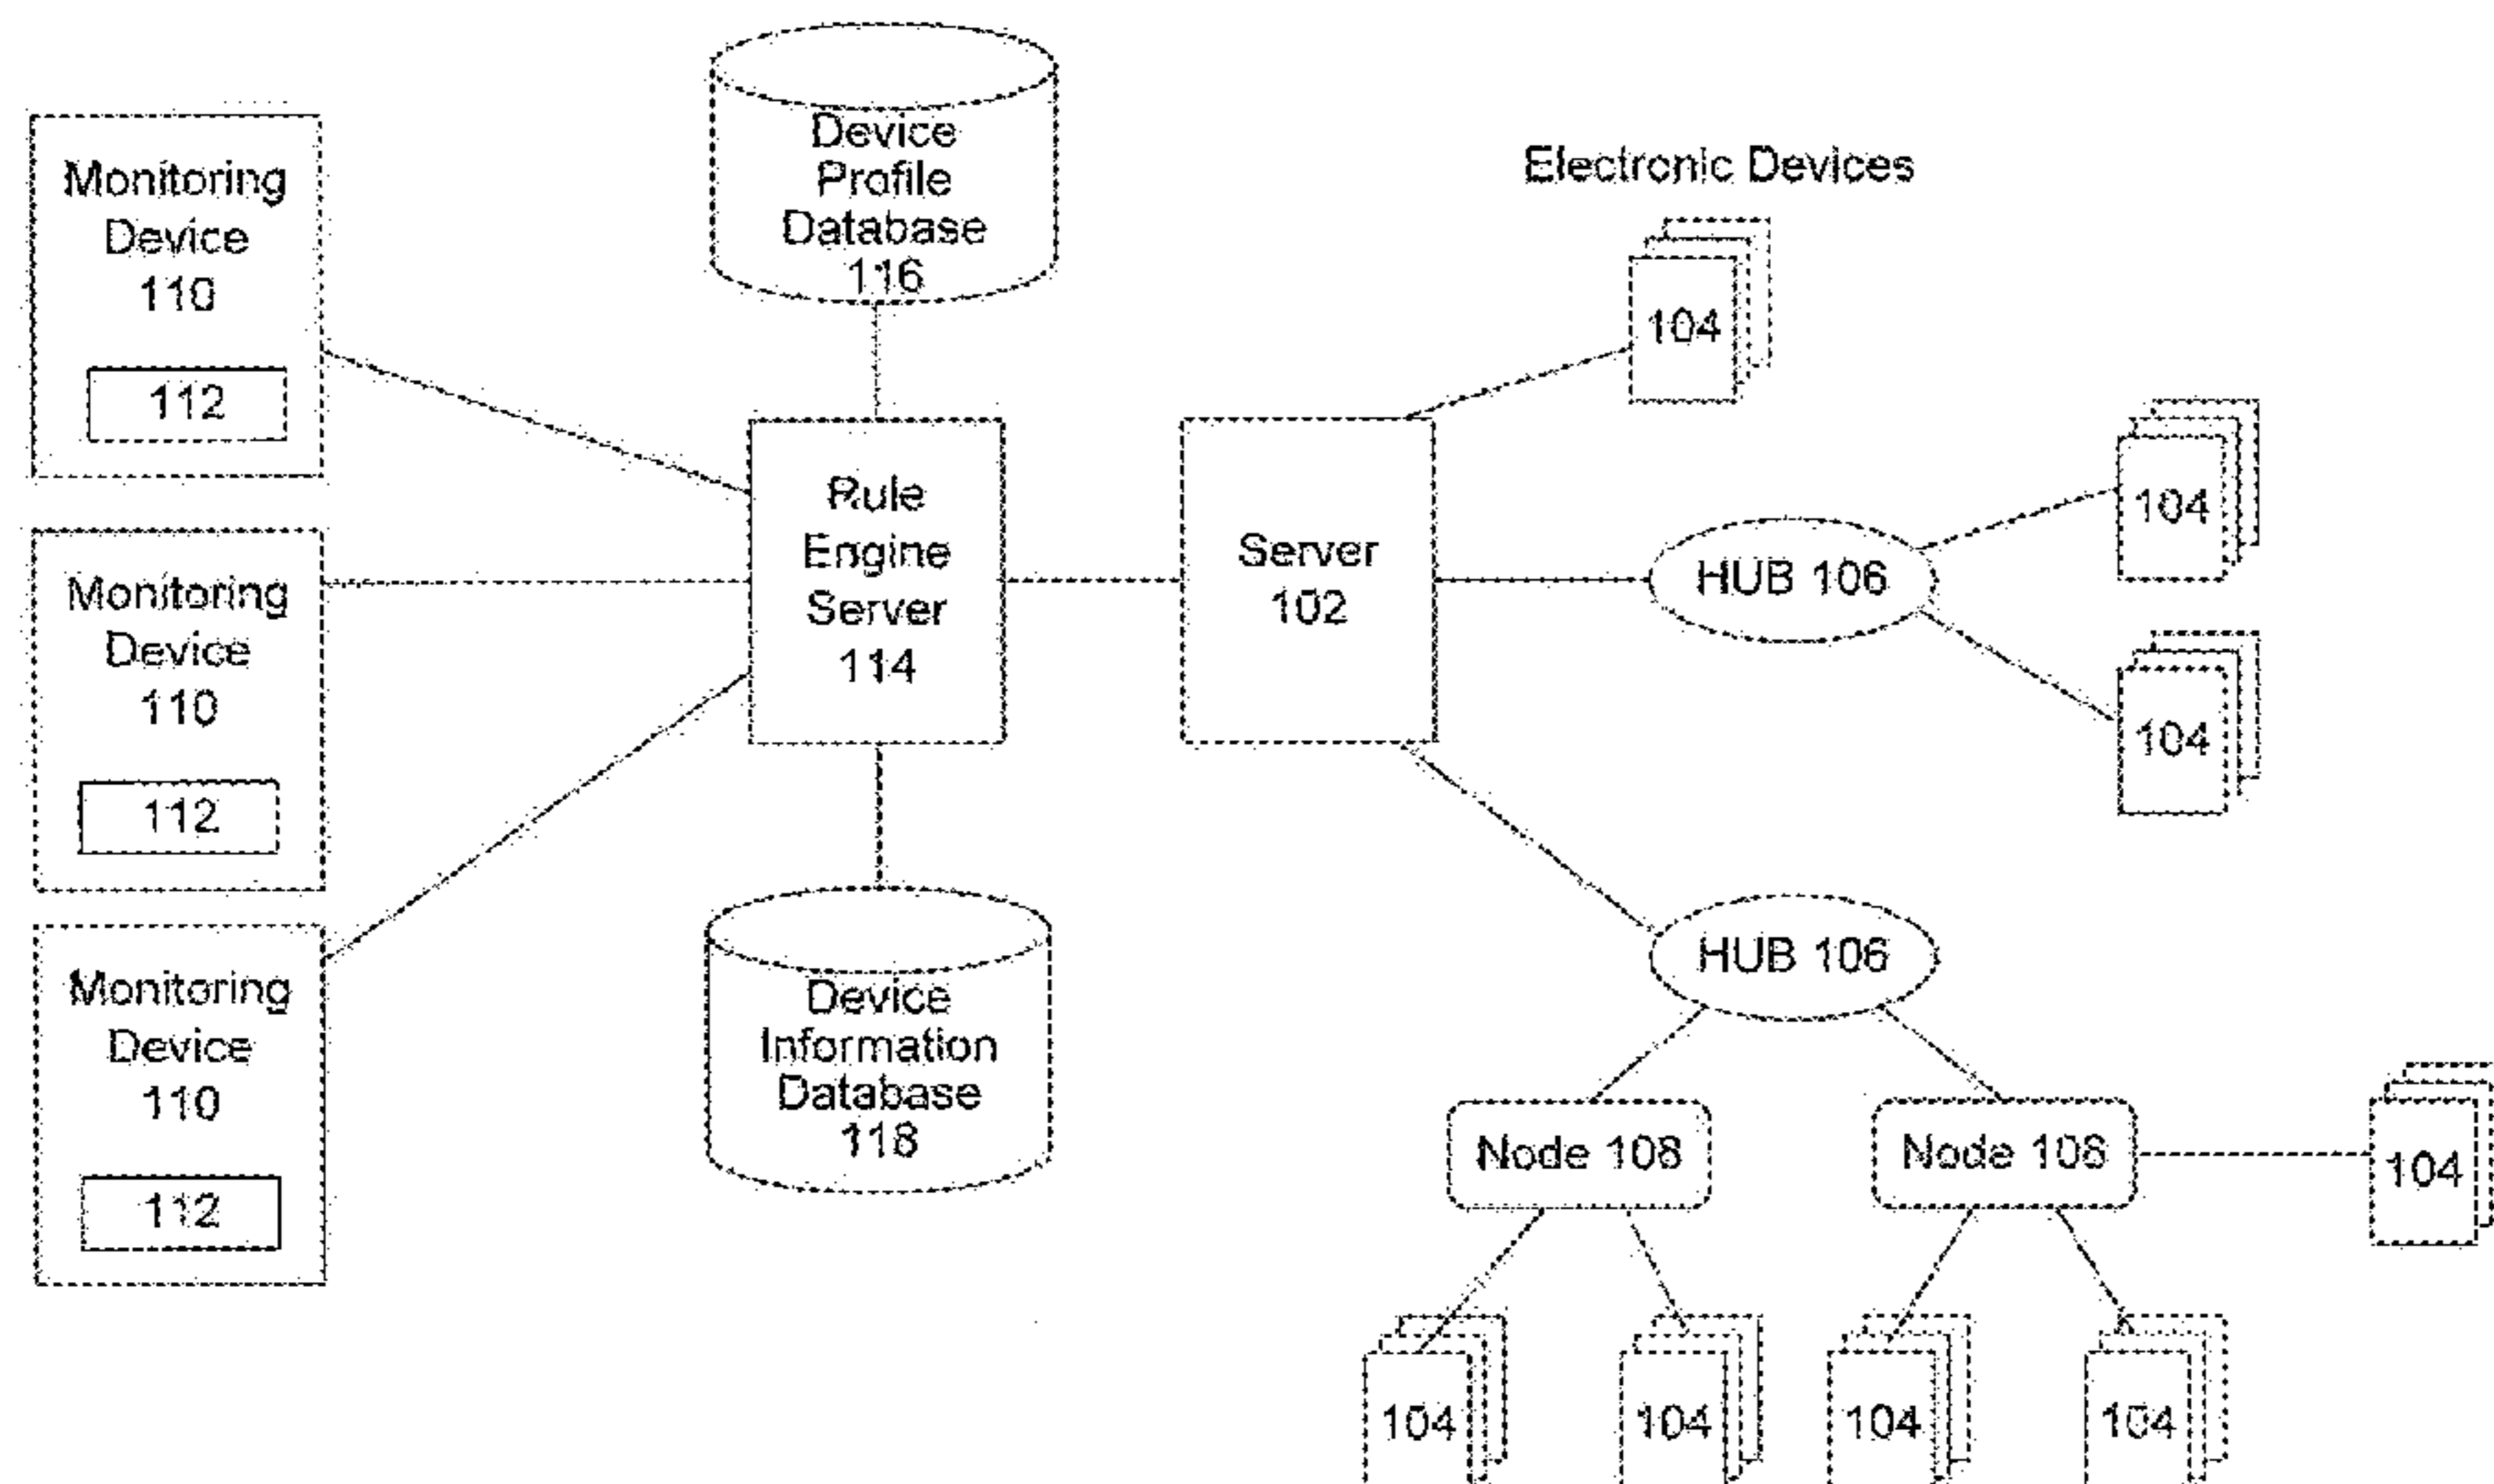 Monitoring
Device
110
112
Monitoring
Device
110
112
Monitoring
Device
110
112
Device
Profile
Database
116
Rule
Engine
Server
114
Device
Information
Database
118
Server
102
Electronic Devices
104
HUB 106
104
104
HUB 106
Node 108
Node 108
104
104
104
104
104